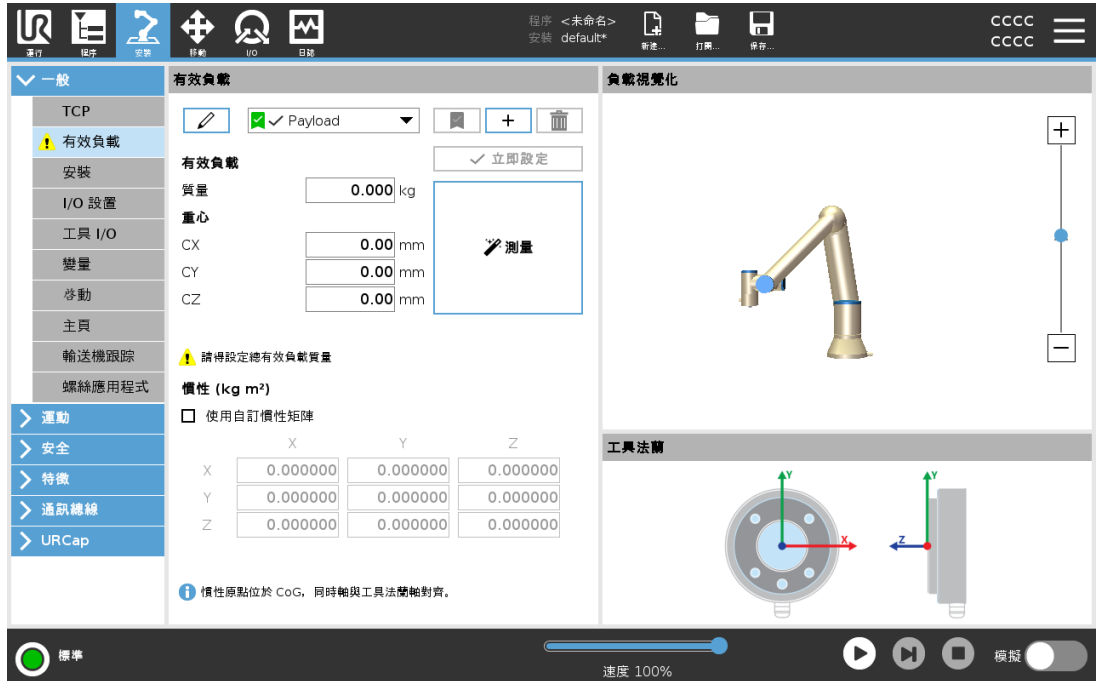 UR
運行
程序
安裝
移動
I/O
日誌
程序 <未命名>
安裝 default*
新建...
打開...
保存...
CCCC
CCCC
一般
TCP
有效負載
安裝
I/O 設置
工具 I/O
變量
啓動
主頁
輸送機跟踪
螺絲應用程式
運動
安全
特徵
通訊總線
URCap
有效負載
Payload
立即設定
有效負載
質量 0.000 kg
重心
CX 0.00 mm
CY 0.00 mm
CZ 0.00 mm
測量
請得設定總有效負載質量
慣性 (kg m²)
使用自訂慣性矩陣
X Y Z
X 0.000000 0.000000 0.000000
Y 0.000000 0.000000 0.000000
Z 0.000000 0.000000 0.000000
慣性原點位於 CoG，同時軸與工具法蘭軸對齊。
負載視覺化
工具法蘭
Y
X
Y
Z
標準
速度 100%
模擬